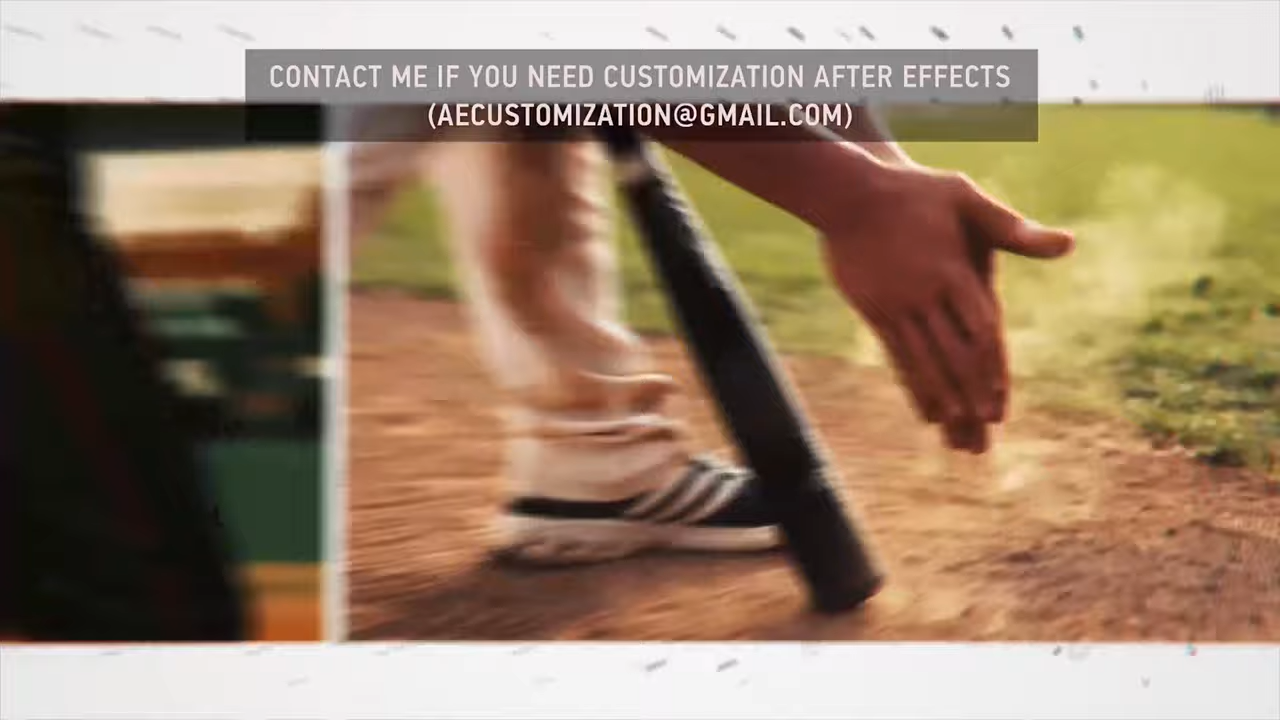 CONTACT ME IF YOU NEED CUSTOMIZATION AFTER EFFECTS
(AECUSTOMIZATION@GMAIL.COM)